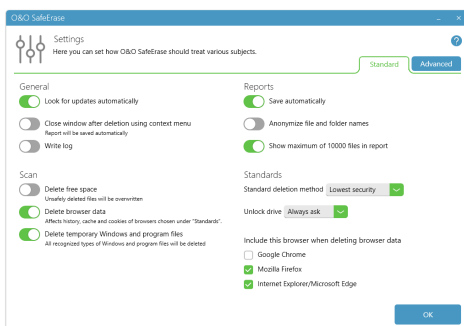 O&O SafeErase
Settings
Here you can set how O&O SafeErase should treat various subjects.
?
Standard
Advanced
General
Look for updates automatically
Close window after deletion using context menu
Report will be saved automatically
Write log
Reports
Save automatically
Anonymize file and folder names
Show maximum of 10000 files in report
Scan
Delete free space
Unsafely deleted files will be overwritten
Delete browser data
Affects history, cache and cookies of browsers chosen under "Standards".
Delete temporary Windows and program files
All recognized types of Windows and program files will be deleted
Standards
Standard deletion method Lowest security
Unlock drive Always ask
Include this browser when deleting browser data
Google Chrome
Mozilla Firefox
Internet Explorer/Microsoft Edge
OK